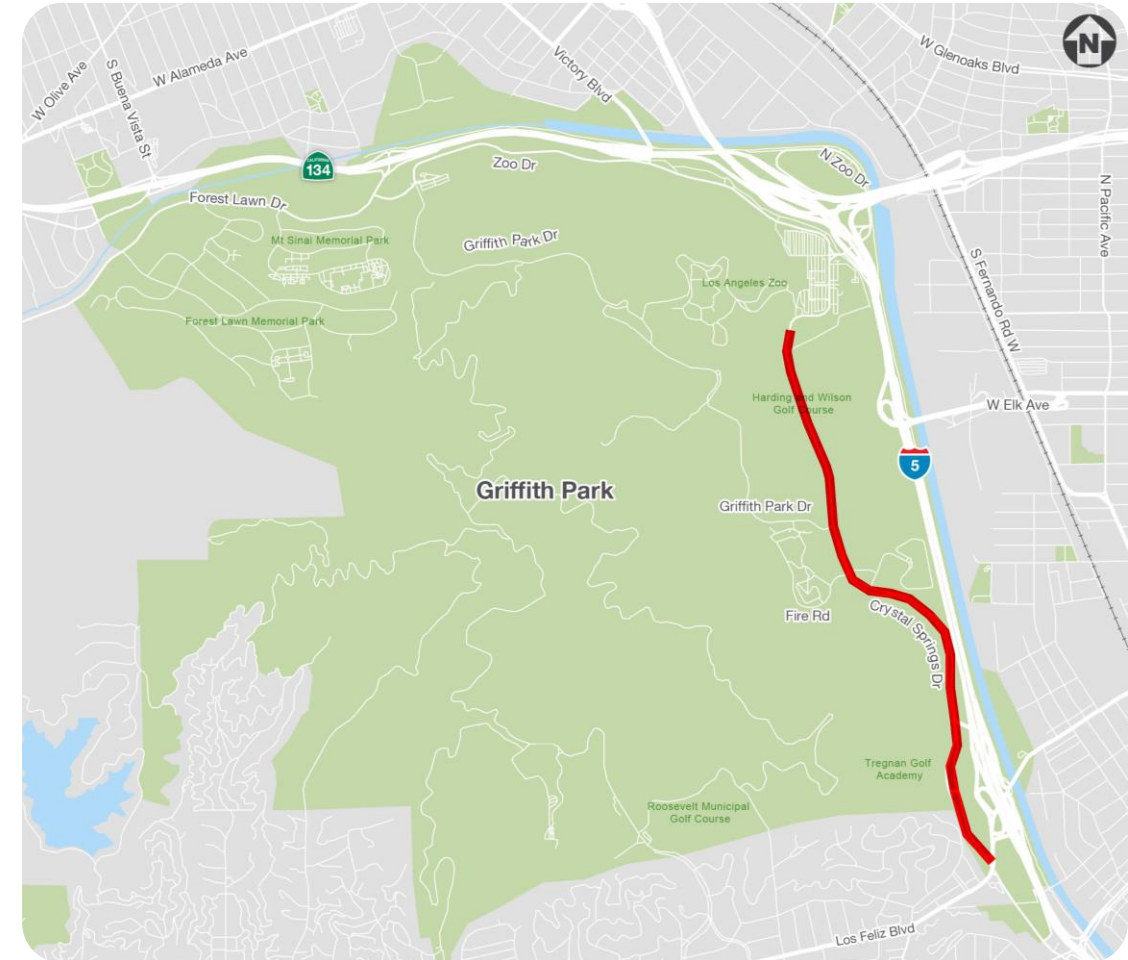 N
W Glenoaks Blvd
Victory Blvd
W Alameda Ave
W Olive Ave
S Buena Vista St
CALIFORNIA
134
Zoo Dr
N Zoo Dr
N Pacific Ave
Forest Lawn Dr
Mt Sinai Memorial Park
Griffith Park Dr
S Fernando Rd W
Los Angeles Zoo
Forest Lawn Memorial Park
Harding and Wilson
Golf Course
W Elk Ave
5
Griffith Park
Griffith Park Dr
Fire Rd
Crystal Springs Dr
Tregnan Golf
Academy
Roosevelt Municipal
Golf Course
Los Feliz Blvd